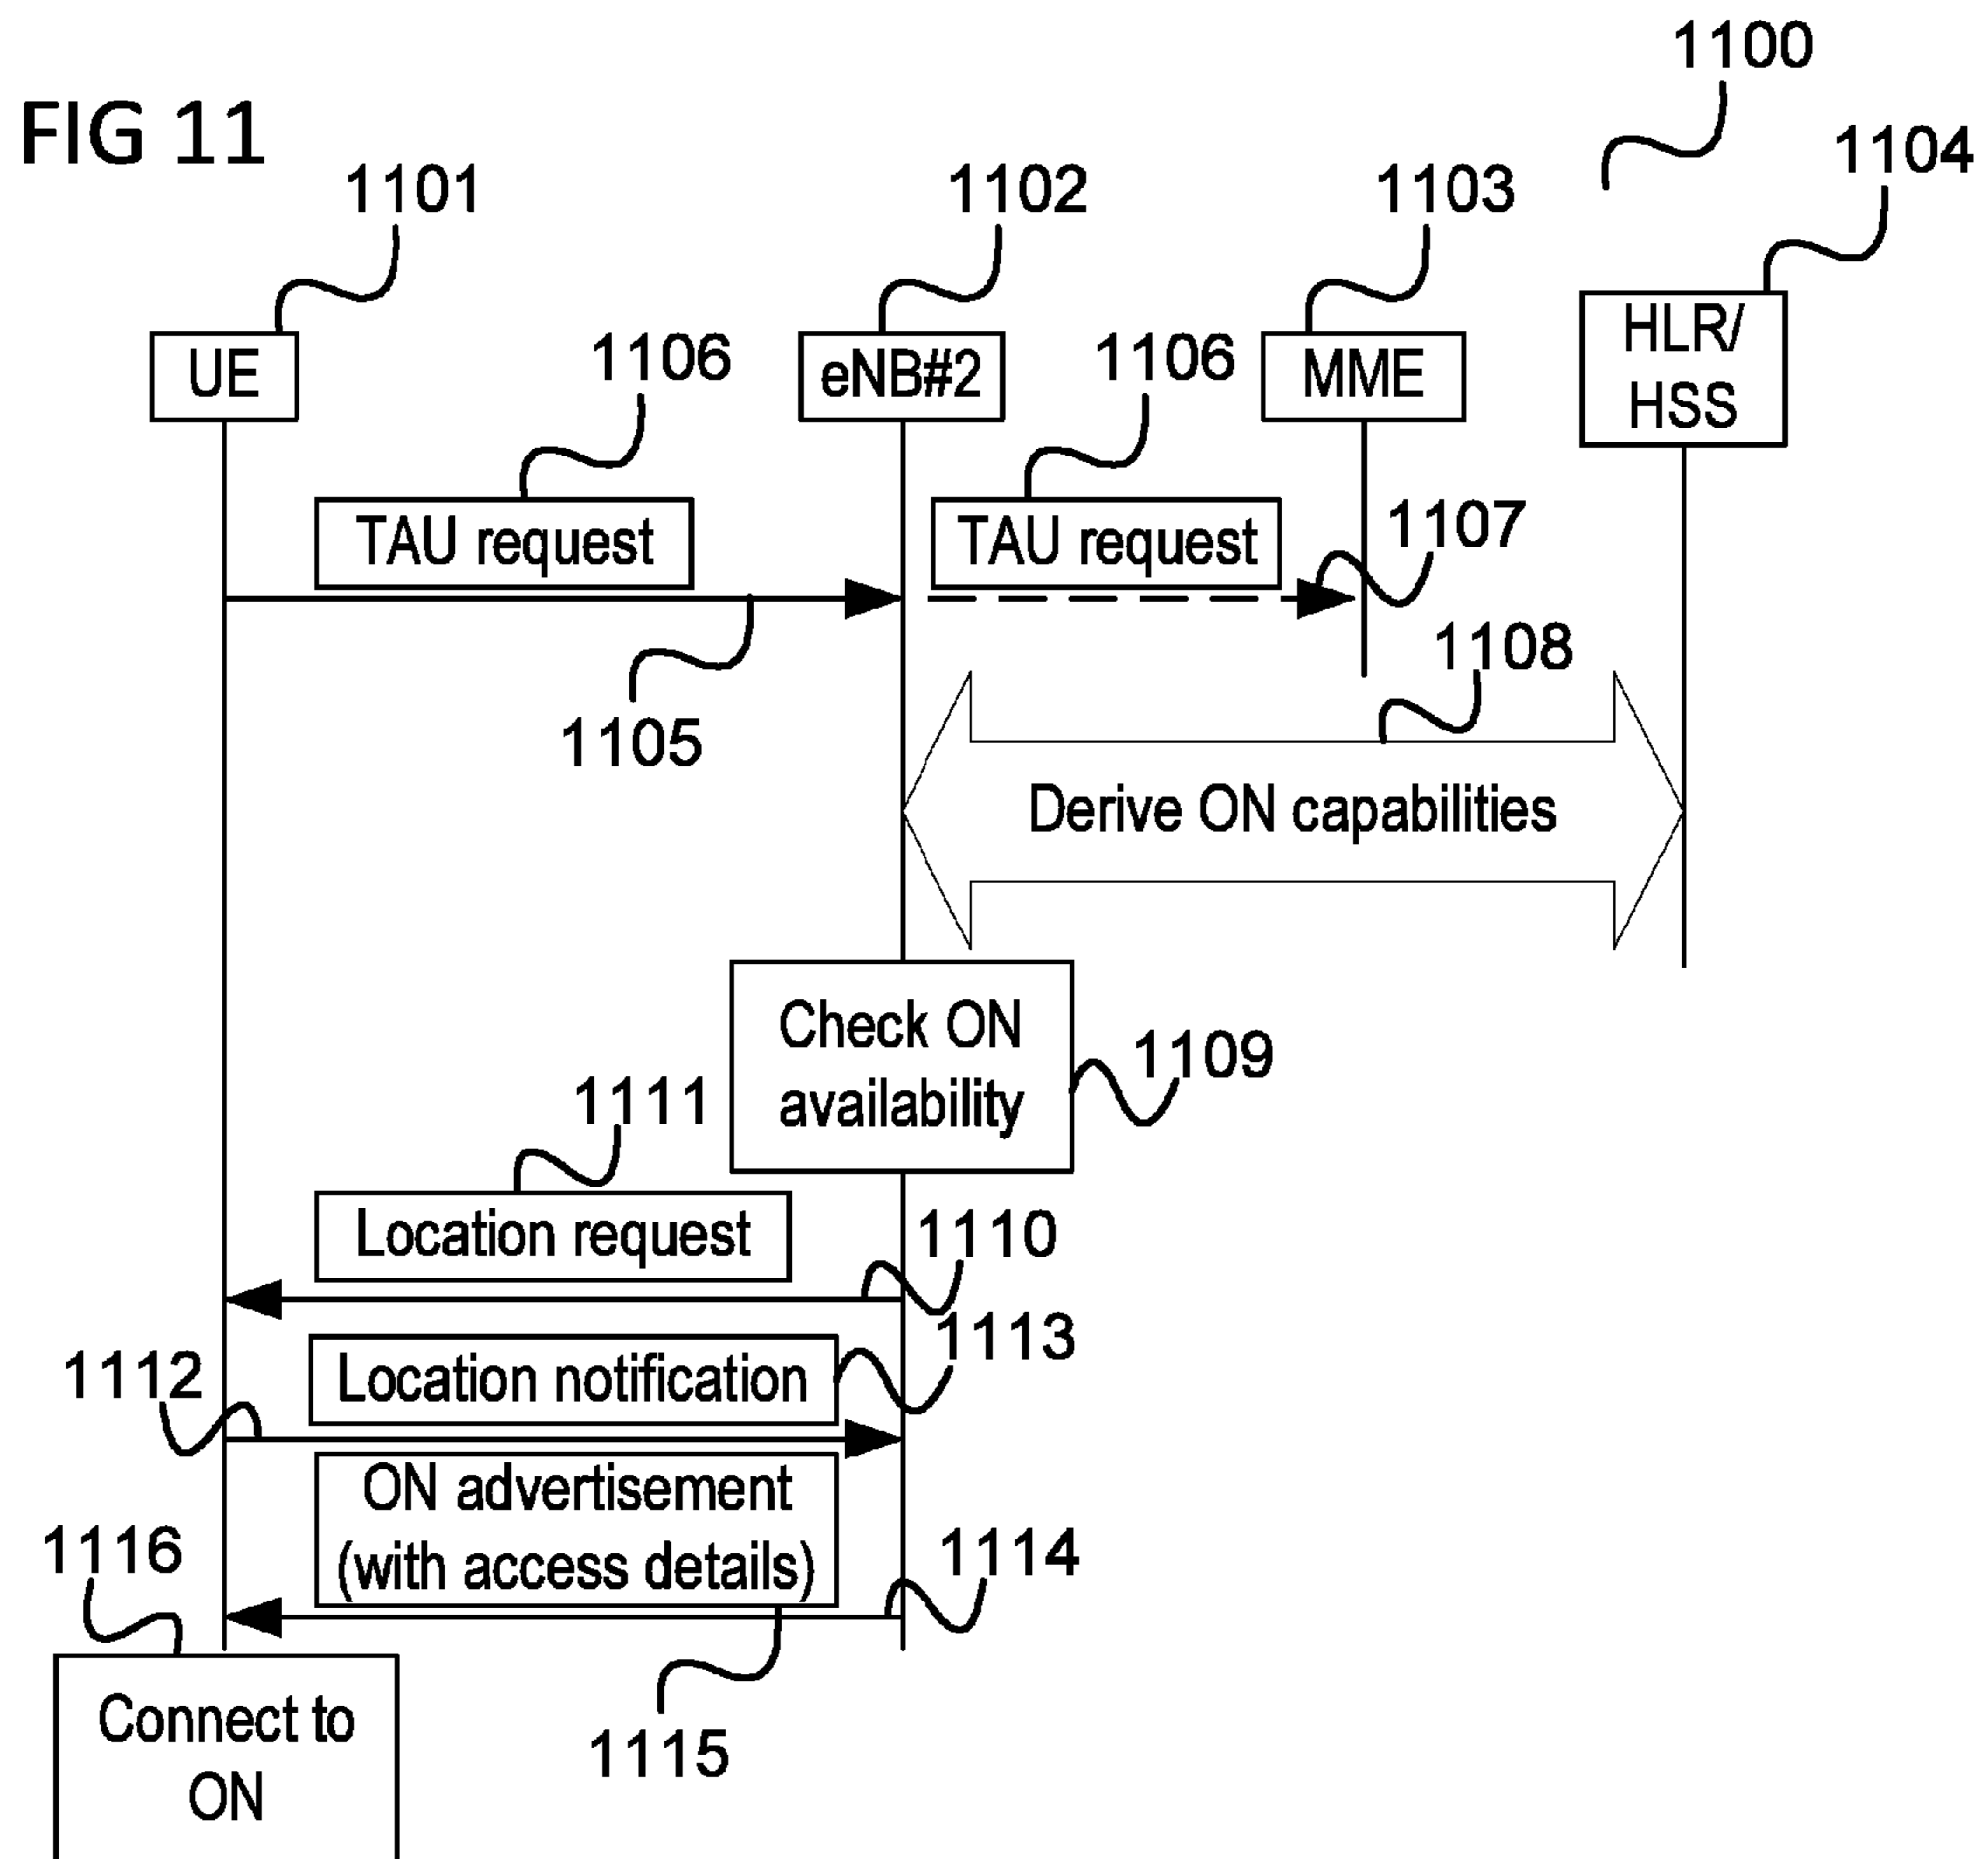 1100
FIG 11
1104
1101
1102
1103
HLR/
HSS
UE
1106
eNB#2
1106
MME
TAU request
TAU request
1107
1105
1108
Derive ON capabilities
Check ON
availability
1109
1111
Location request
1110
1113
1112
Location notification
ON advertisement
(with access details)
1114
1116
Connect to
ON
1115